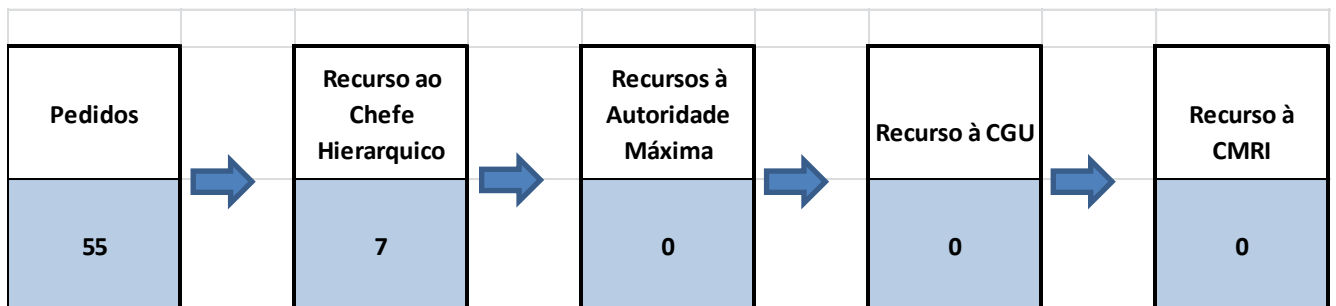 Pedidos
55
Recurso ao
Chefe
Hierarquico
7
Recursos à
Autoridade
Máxima
0
Recurso à CGU
0
Recurso à
CMRI
0